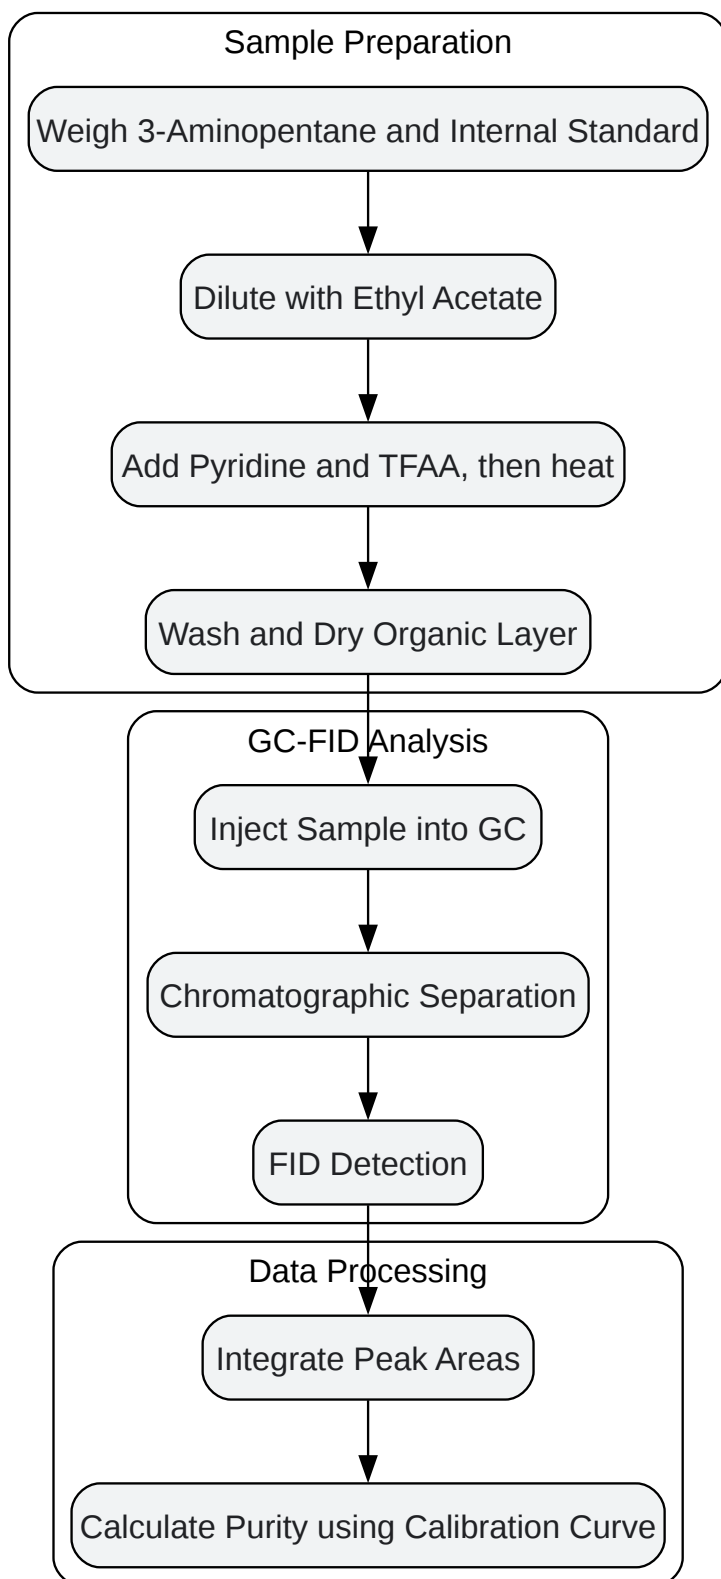 Sample Preparation
Weigh 3-Aminopentane and Internal Standard
Dilute with Ethyl Acetate
Add Pyridine and TFAA, then heat
Wash and Dry Organic Layer
GC-FID Analysis
Inject Sample into GC
Chromatographic Separation
FID Detection
Data Processing
Integrate Peak Areas
Calculate Purity using Calibration Curve